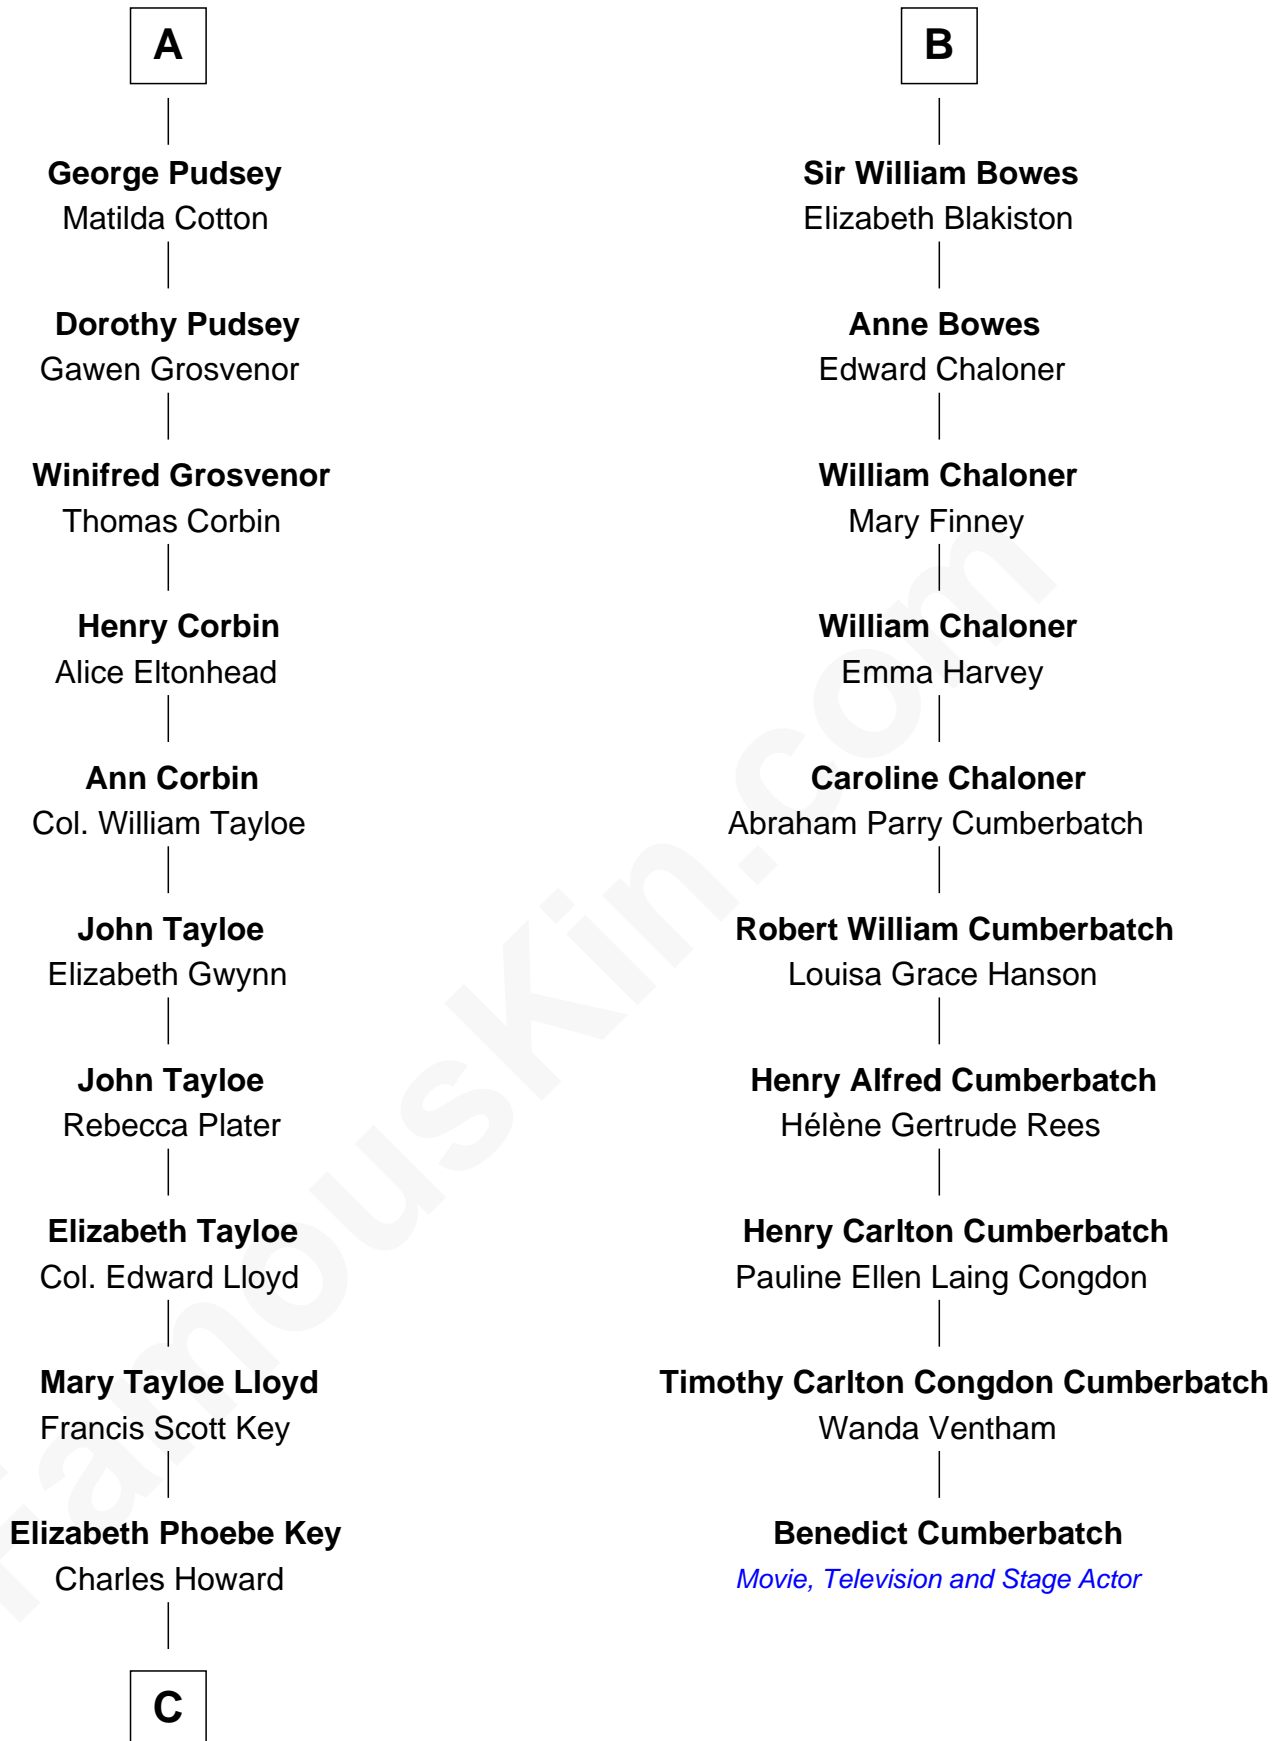 A
George Pudsey
Matilda Cotton
Dorothy Pudsey
Gawen Grosvenor
Winifred Grosvenor
Thomas Corbin
Henry Corbin
Alice Eltonhead
Ann Corbin
Col. William Tayloe
John Tayloe
Elizabeth Gwynn
John Tayloe
Rebecca Plater
Elizabeth Tayloe
Col. Edward Lloyd
Mary Tayloe Lloyd
Francis Scott Key
Elizabeth Phoebe Key
Charles Howard
C
B
Sir William Bowes
Elizabeth Blakiston
Anne Bowes
Edward Chaloner
William Chaloner
Mary Finney
William Chaloner
Emma Harvey
Caroline Chaloner
Abraham Parry Cumberbatch
Robert William Cumberbatch
Louisa Grace Hanson
Henry Alfred Cumberbatch
Hélène Gertrude Rees
Henry Carlton Cumberbatch
Pauline Ellen Laing Congdon
Timothy Carlton Congdon Cumberbatch
Wanda Ventham
Benedict Cumberbatch
Movie, Television and Stage Actor
FamousKin.com